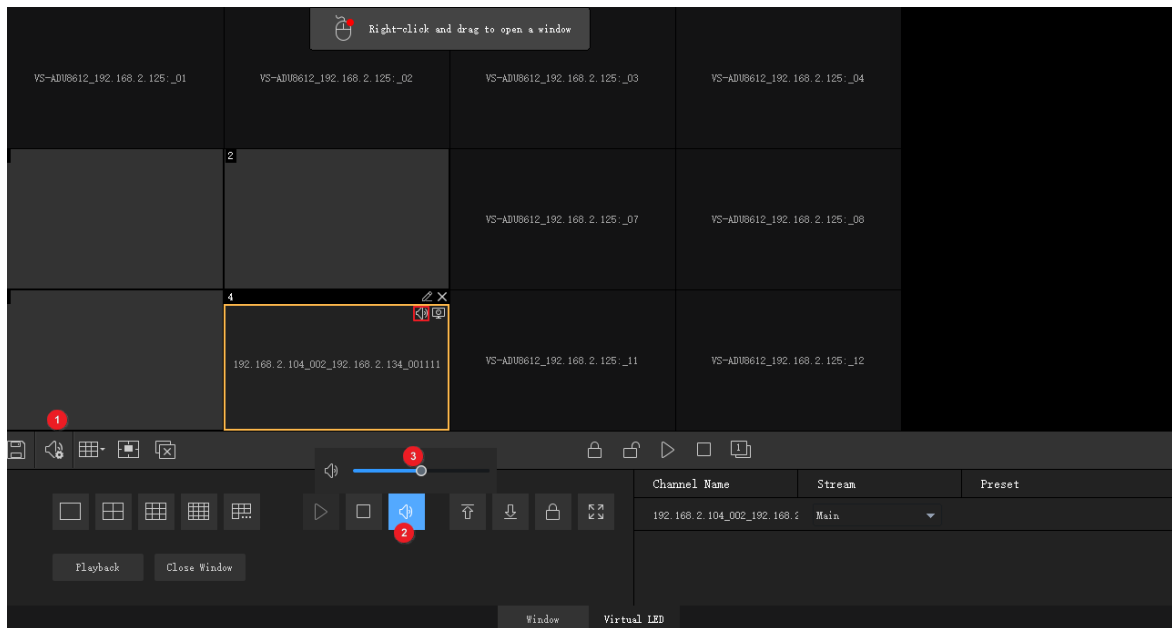 Right-click and drag to open a window
VS-ADU8612_192.168.2.125:_01
VS-ADU8612_192.168.2.125:_02
VS-ADU8612_192.168.2.125:_03
VS-ADU8612_192.168.2.125:_04
2
VS-ADU8612_192.168.2.125:_07
VS-ADU8612_192.168.2.125:_08
4
192.168.2.104_002_192.168.2.134_001111
VS-ADU8612_192.168.2.125:_11
VS-ADU8612_192.168.2.125:_12
1
1
3
Channel Name
Stream
Preset
192.168.2.104_002_192.168.2
Main
2
Playback
Close Window
Window
Virtual LED